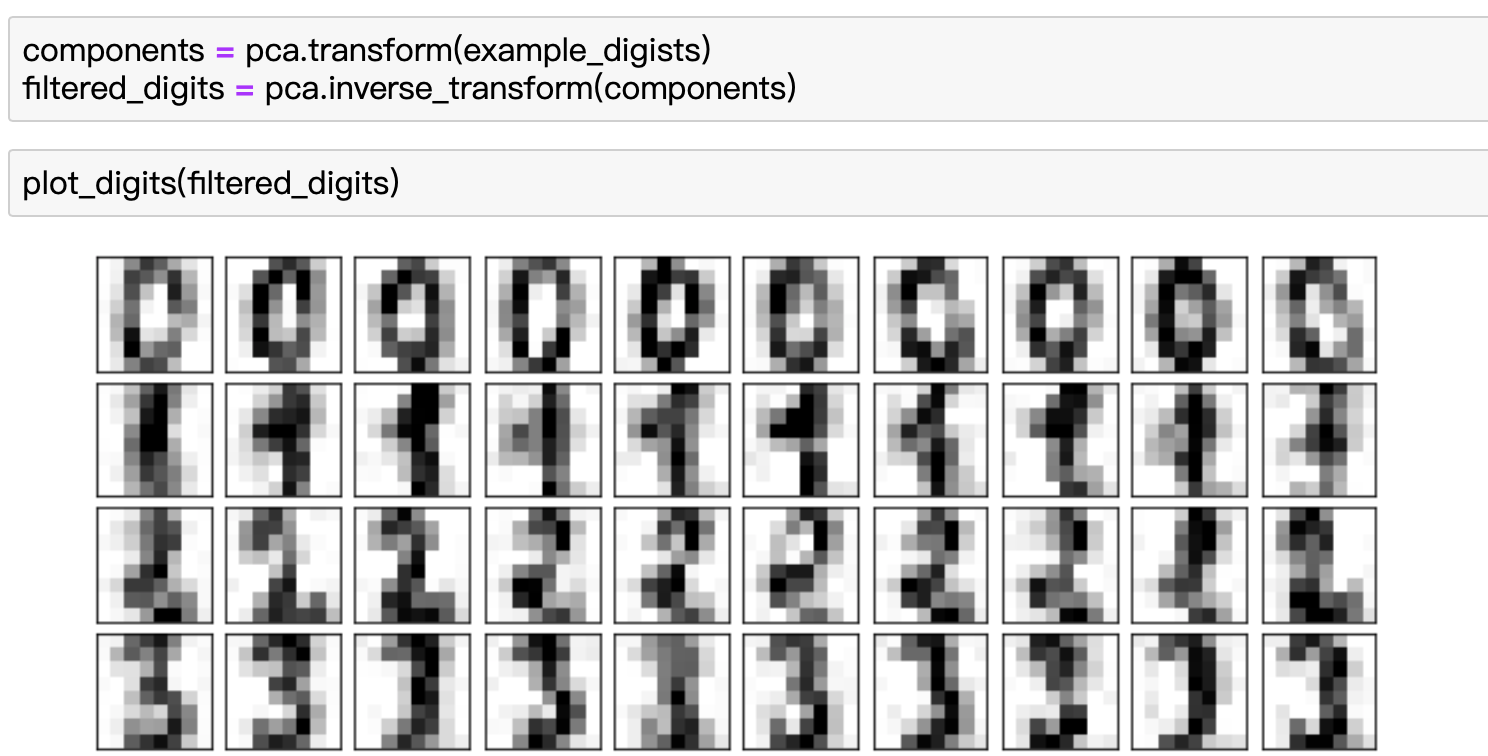 components = pca.transform(example_digists)
filtered_digits = pca.inverse_transform(components)
plot_digits(filtered_digits)